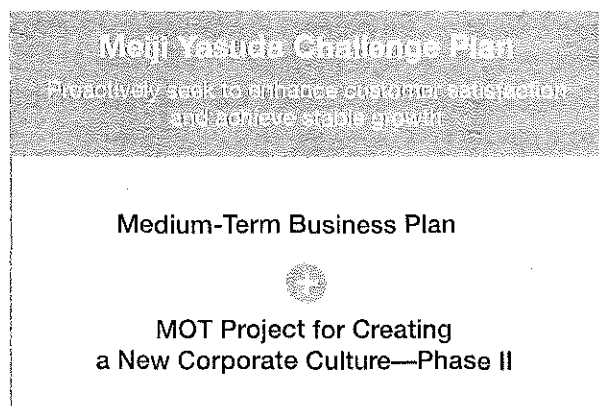 Meiji Yasuda Challenge Plan
Proactively seek to enhance customer satisfaction
and achieve stable growth
Medium-Term Business Plan
+
MOT Project for Creating
a New Corporate Culture—Phase II